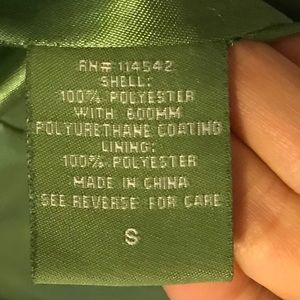 RN# 114542
SHELL:
100% POLYESTER
WITH 600MM
POLYURETHANE COATING
LINING:
100% POLYESTER
MADE IN CHINA
SEE REVERSE FOR CARE
S